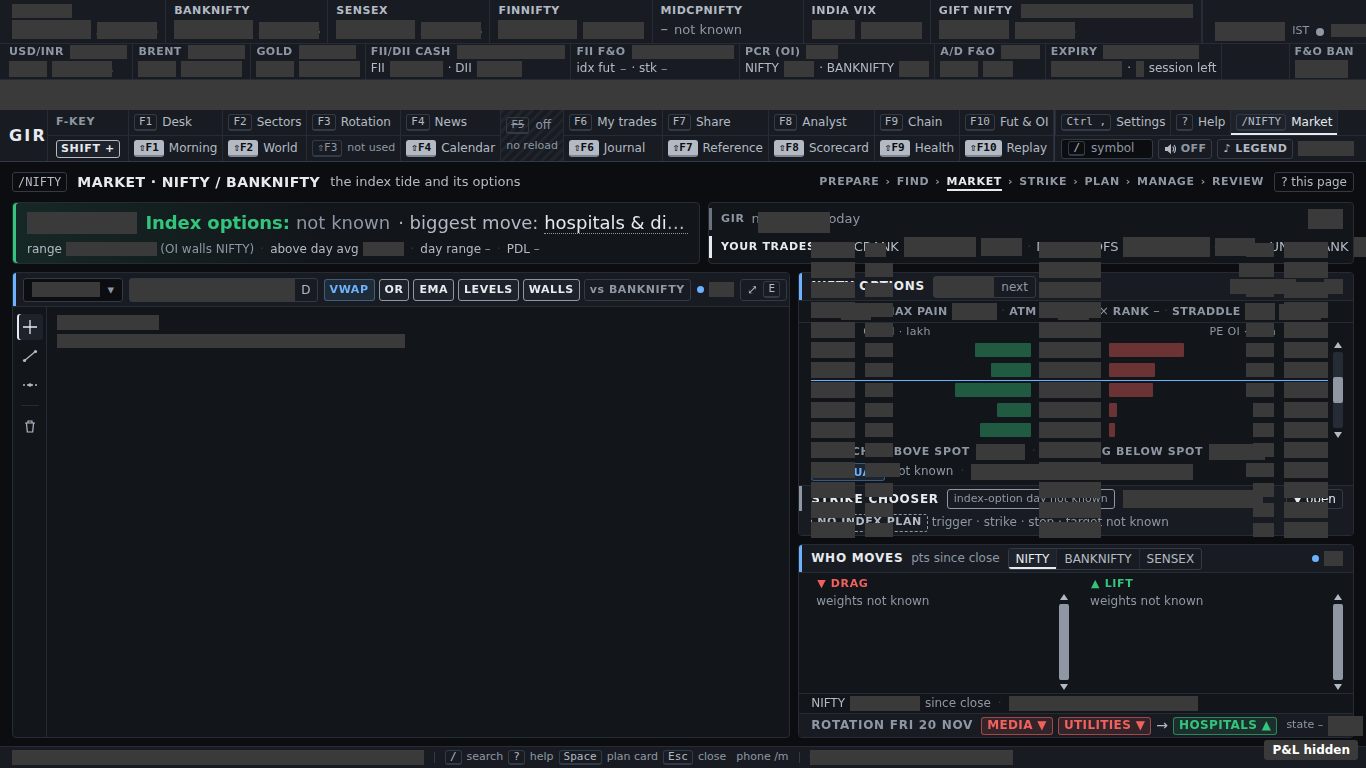 BANKNIFTY SENSEX FINNIFTY MIDCPNIFTY INDIA VIX GIFT NIFTY
– not known IST
USD/INR BRENT GOLD FII/DII CASH FII F&O PCR (OI) A/D F&O EXPIRY F&O BAN
FII · DII idx fut – · stk – NIFTY · BANKNIFTY · session left
GIR F-KEY F1 Desk F2 Sectors F3 Rotation F4 News F5 off F6 My trades F7 Share F8 Analyst F9 Chain F10 Fut & OI Ctrl , Settings ? Help /NIFTY Market
SHIFT + ⇧F1 Morning ⇧F2 World ⇧F3 not used ⇧F4 Calendar no reload ⇧F6 Journal ⇧F7 Reference ⇧F8 Scorecard ⇧F9 Health ⇧F10 Replay / symbol OFF ♪ LEGEND
/NIFTY MARKET · NIFTY / BANKNIFTY the index tide and its options PREPARE › FIND › MARKET › STRIKE › PLAN › MANAGE › REVIEW ? this page
Index options: not known · biggest move: hospitals & di…
range (OI walls NIFTY) · above day avg · day range – · PDL –
GIR
YOUR TRADES
▾ D VWAP OR EMA LEVELS WALLS vs BANKNIFTY ⤢ E
OPTIONS next
PAIN · ATM RANK – · STRADDLE
· lakh PE OI
SPOT BELOW SPOT
STRIKE CHOOSER index-option day not known ▾ open
NO INDEX PLAN trigger · strike · stop · target not known
WHO MOVES pts since close NIFTY BANKNIFTY SENSEX
▼ DRAG ▲ LIFT
weights not known weights not known
NIFTY since close ·
ROTATION FRI 20 NOV MEDIA ▼ UTILITIES ▼ → HOSPITALS ▲ state –
P&L hidden
/ search ? help Space plan card Esc close phone /m